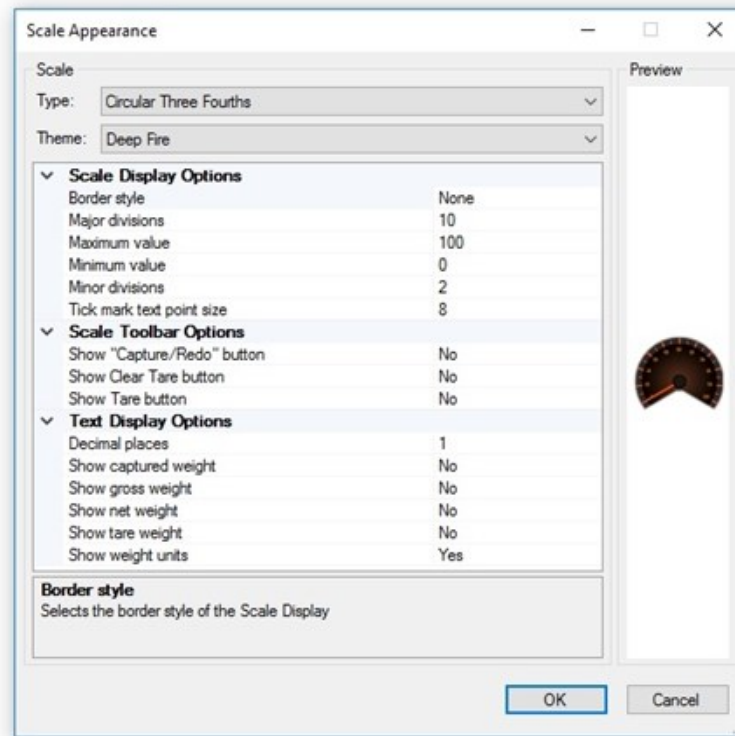 Scale Appearance
Scale
Preview
Type: Circular Three Fourths
Theme: Deep Fire
Scale Display Options
Border style None
Major divisions 10
Maximum value 100
Minimum value 0
Minor divisions 2
Tick mark text point size 8
Scale Toolbar Options
Show "Capture/Redo" button No
Show Clear Tare button No
Show Tare button No
Text Display Options
Decimal places 1
Show captured weight No
Show gross weight No
Show net weight No
Show tare weight No
Show weight units Yes
Border style
Selects the border style of the Scale Display
OK Cancel